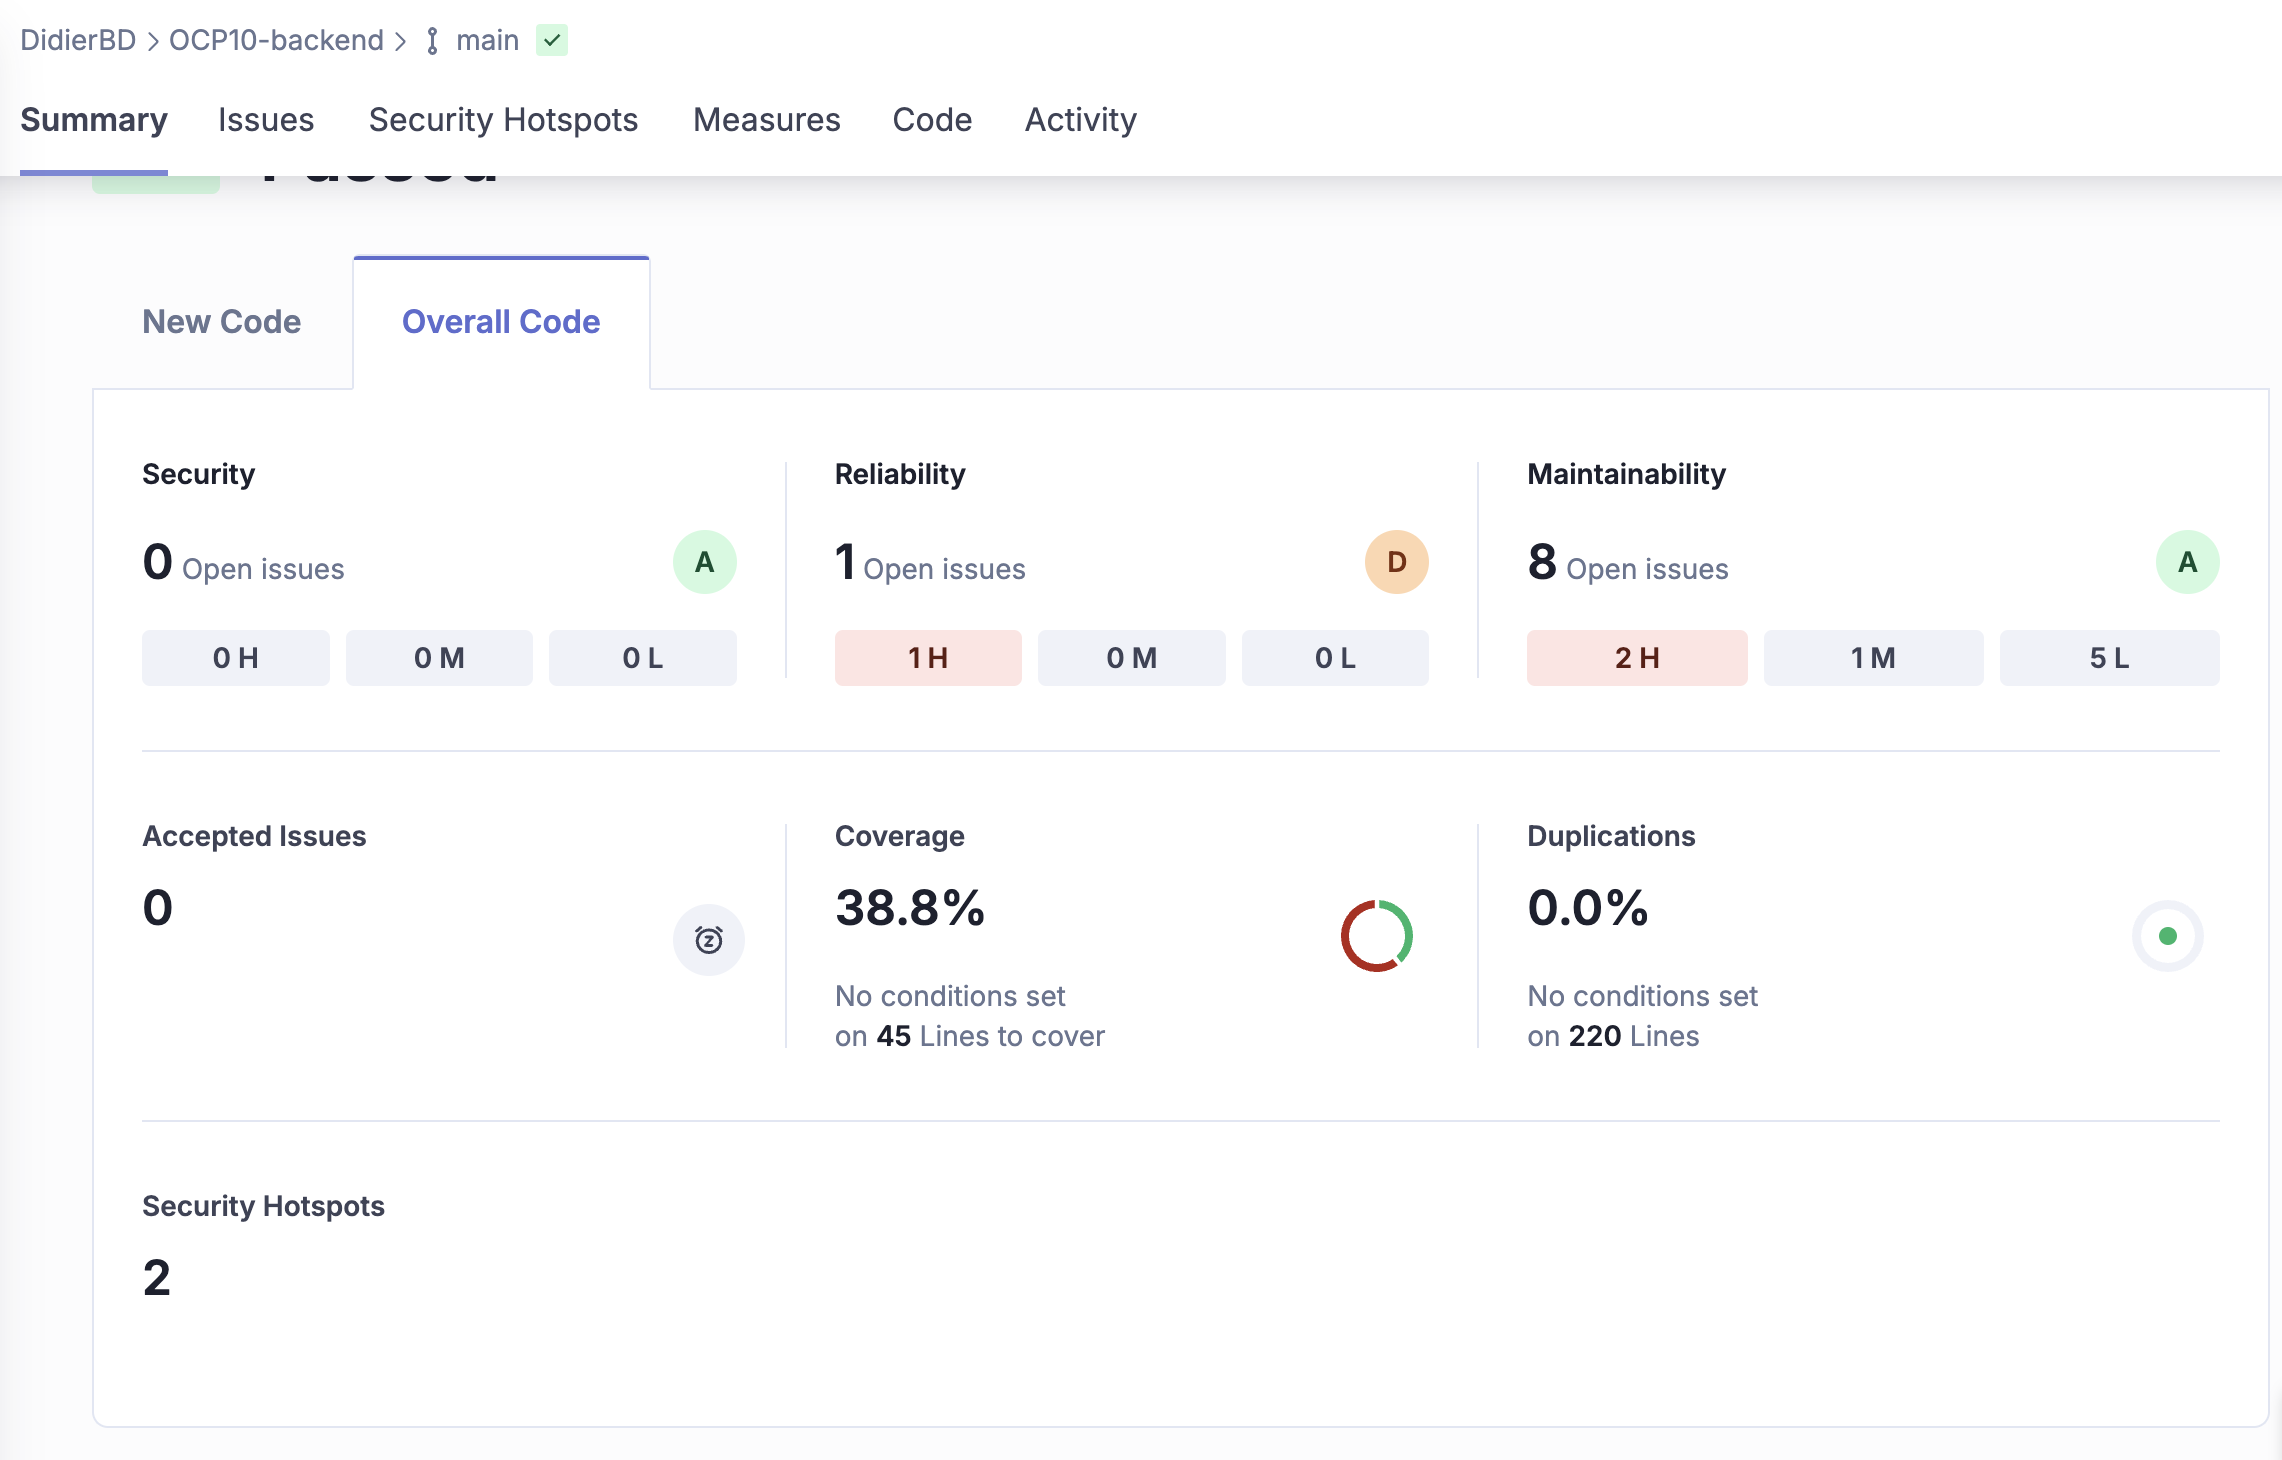 DidierBD > OCP10-backend > main
Summary Issues Security Hotspots Measures Code Activity
Passed
New Code Overall Code
Security Reliability Maintainability
0 Open issues A 1 Open issues D 8 Open issues A
0 H 0 M 0 L 1 H 0 M 0 L 2 H 1 M 5 L
Accepted Issues Coverage Duplications
0 38.8% 0.0%
No conditions set No conditions set
on 45 Lines to cover on 220 Lines
Security Hotspots
2